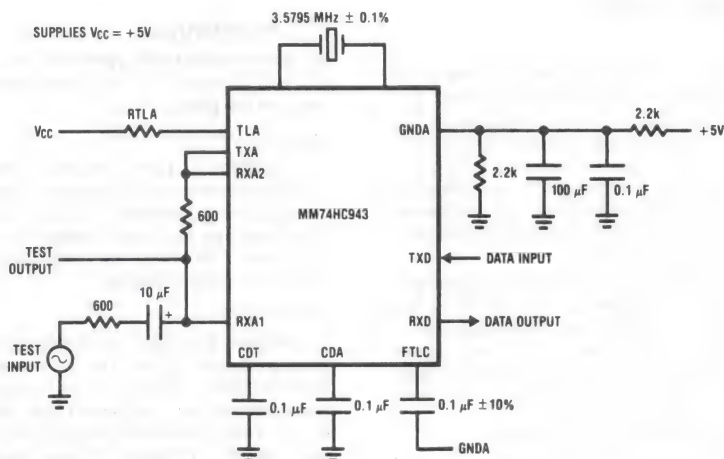 3.5795 MHz ± 0.1%
SUPPLIES VCC = +5V
VCC
RTLA
TLA
TXA
RXA2
600
TEST
OUTPUT
10 µF
+
600
RXA1
TEST
INPUT
MM74HC943
GNDA
2.2k
+5V
2.2k
100 µF
0.1 µF
TXD
DATA INPUT
RXD
DATA OUTPUT
CDT
CDA
FTLC
0.1 µF
0.1 µF
0.1 µF ±10%
GNDA